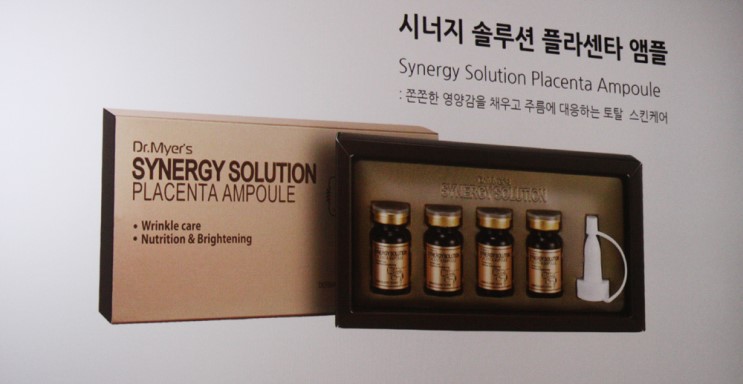 시너지 솔루션 플라센타 앰플
Synergy Solution Placenta Ampoule
: 쫀쫀한 영양감을 채우고 주름에 대응하는 토탈 스킨케어
Dr.Myer's
SYNERGY SOLUTION
PLACENTA AMPOULE
• Wrinkle care
• Nutrition & Brightening
SYNERGY SOLUTION